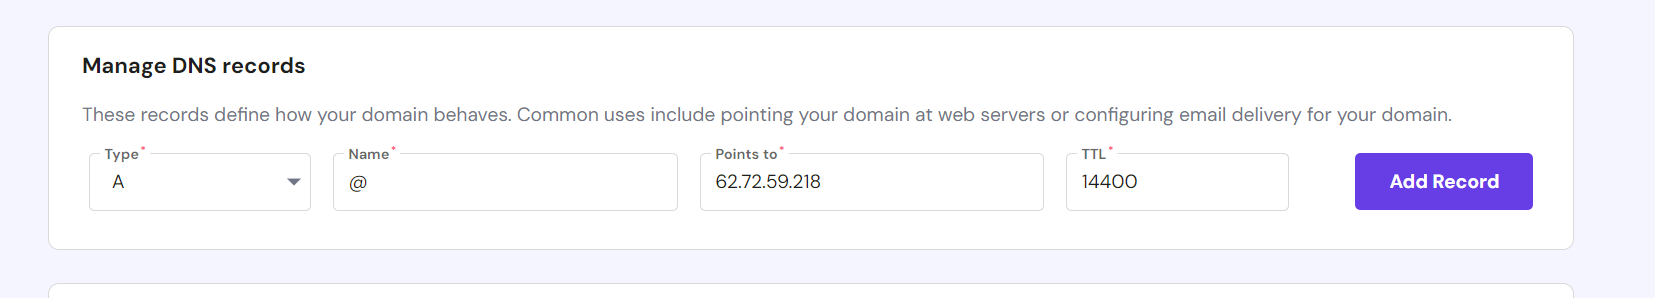 Manage DNS records
These records define how your domain behaves. Common uses include pointing your domain at web servers or configuring email delivery for your domain.
Type* Name* Points to* TTL*
A @ 62.72.59.218 14400 Add Record